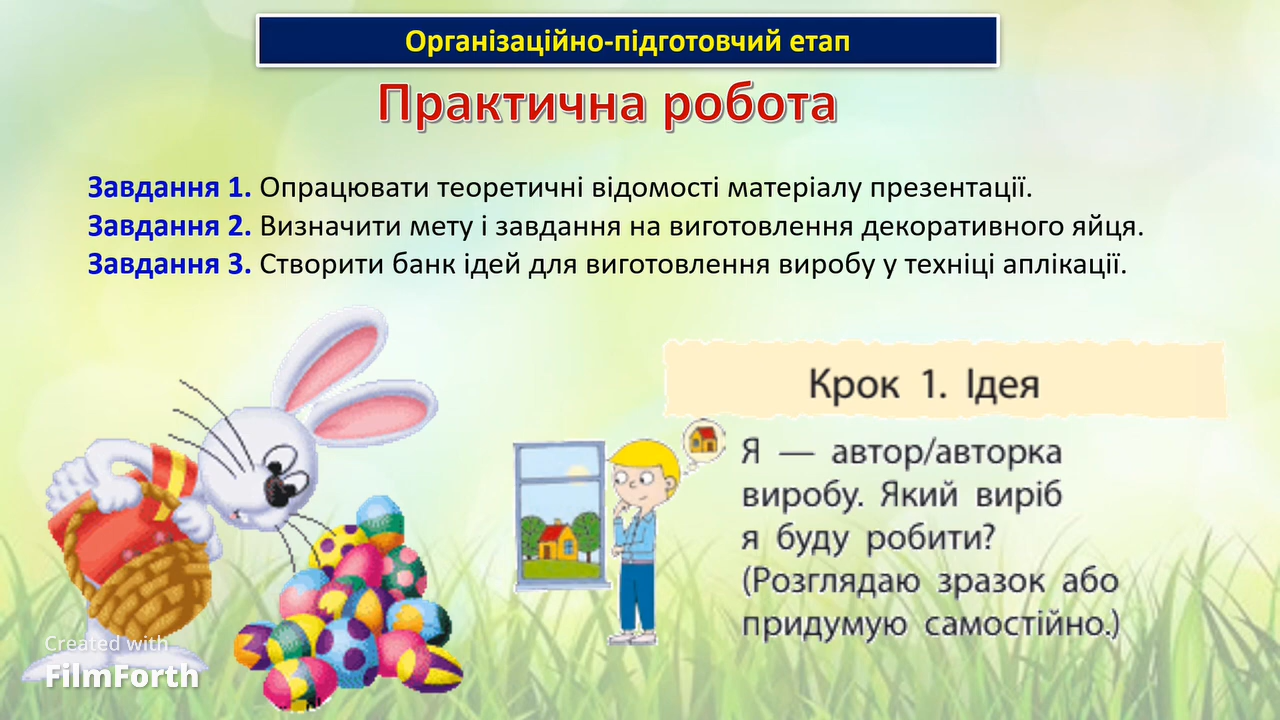 Організаційно-підготовчий етап
Практична робота
Завдання 1. Опрацювати теоретичні відомості матеріалу презентації.
Завдання 2. Визначити мету і завдання на виготовлення декоративного яйця.
Завдання 3. Створити банк ідей для виготовлення виробу у техніці аплікації.
Крок 1. Ідея
Я — автор/авторка
виробу. Який виріб
я буду робити?
(Розглядаю зразок або
придумую самостійно.)
Created with
FilmForth